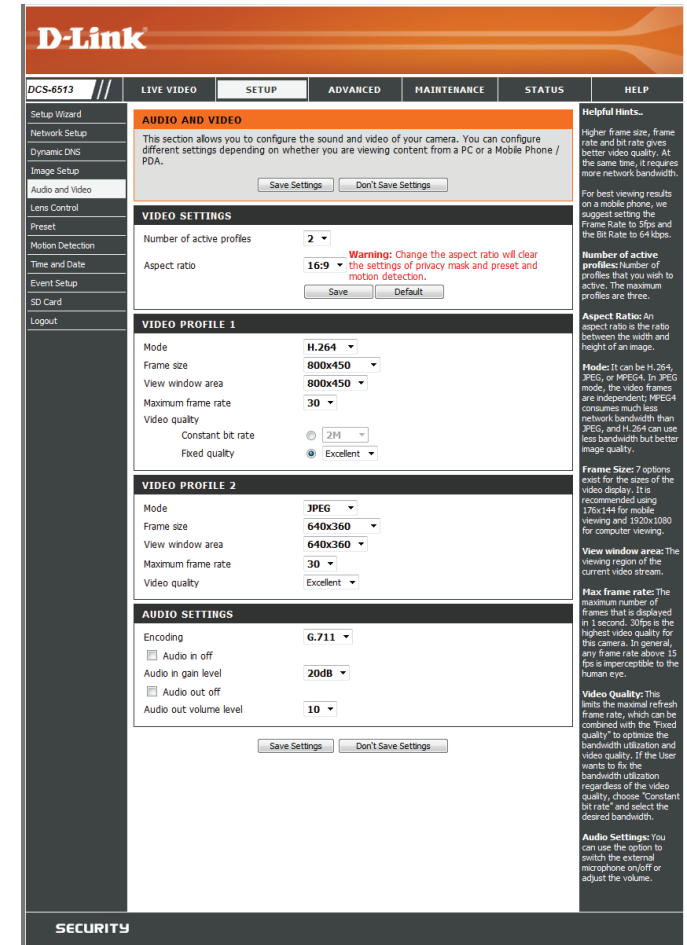 D-Link
DCS-6513 // LIVE VIDEO SETUP ADVANCED MAINTENANCE STATUS HELP
Setup Wizard
Network Setup
Dynamic DNS
Image Setup
Audio and Video
Lens Control
Preset
Motion Detection
Time and Date
Event Setup
SD Card
Logout
AUDIO AND VIDEO
This section allows you to configure the sound and video of your camera. You can configure
different settings depending on whether you are viewing content from a PC or a Mobile Phone /
PDA.
Save Settings Don't Save Settings
VIDEO SETTINGS
Number of active profiles 2
Aspect ratio 16:9
Warning: Change the aspect ratio will clear
the settings of privacy mask and preset and
motion detection.
Save Default
VIDEO PROFILE 1
Mode H.264
Frame size 800x450
View window area 800x450
Maximum frame rate 30
Video quality
Constant bit rate 2M
Fixed quality Excellent
VIDEO PROFILE 2
Mode JPEG
Frame size 640x360
View window area 640x360
Maximum frame rate 30
Video quality Excellent
AUDIO SETTINGS
Encoding G.711
Audio in off
Audio in gain level 20dB
Audio out off
Audio out volume level 10
Save Settings Don't Save Settings
Helpful Hints..
Higher frame size, frame
rate and bit rate gives
better video quality. At
the same time, it requires
more network bandwidth.
For best viewing results
on a mobile phone, we
suggest setting the
Frame Rate to 5fps and
the Bit Rate to 64 kbps.
Number of active
profiles: Number of
profiles that you wish to
active. The maximum
profiles are three.
Aspect Ratio: An
aspect ratio is the ratio
between the width and
height of an image.
Mode: It can be H.264,
JPEG, or MPEG4. In JPEG
mode, the video frames
are independent; MPEG4
consumes much less
network bandwidth than
JPEG, and H.264 can use
less bandwidth but better
image quality.
Frame Size: 7 options
exist for the sizes of the
video display. It is
recommended using
176x144 for mobile
viewing and 1920x1080
for computer viewing.
View window area: The
viewing region of the
current video stream.
Max frame rate: The
maximum number of
frames that is displayed
in 1 second. 30fps is the
highest video quality for
this camera. In general,
any frame rate above 15
fps is imperceptible to the
human eye.
Video Quality: This
limits the maximal refresh
frame rate, which can be
combined with the "Fixed
quality" to optimize the
bandwidth utilization and
video quality. If the User
wants to fix the
bandwidth utilization
regardless of the video
quality, choose "Constant
bit rate" and select the
desired bandwidth.
Audio Settings: You
can use the option to
switch the external
microphone on/off or
adjust the volume.
SECURITY